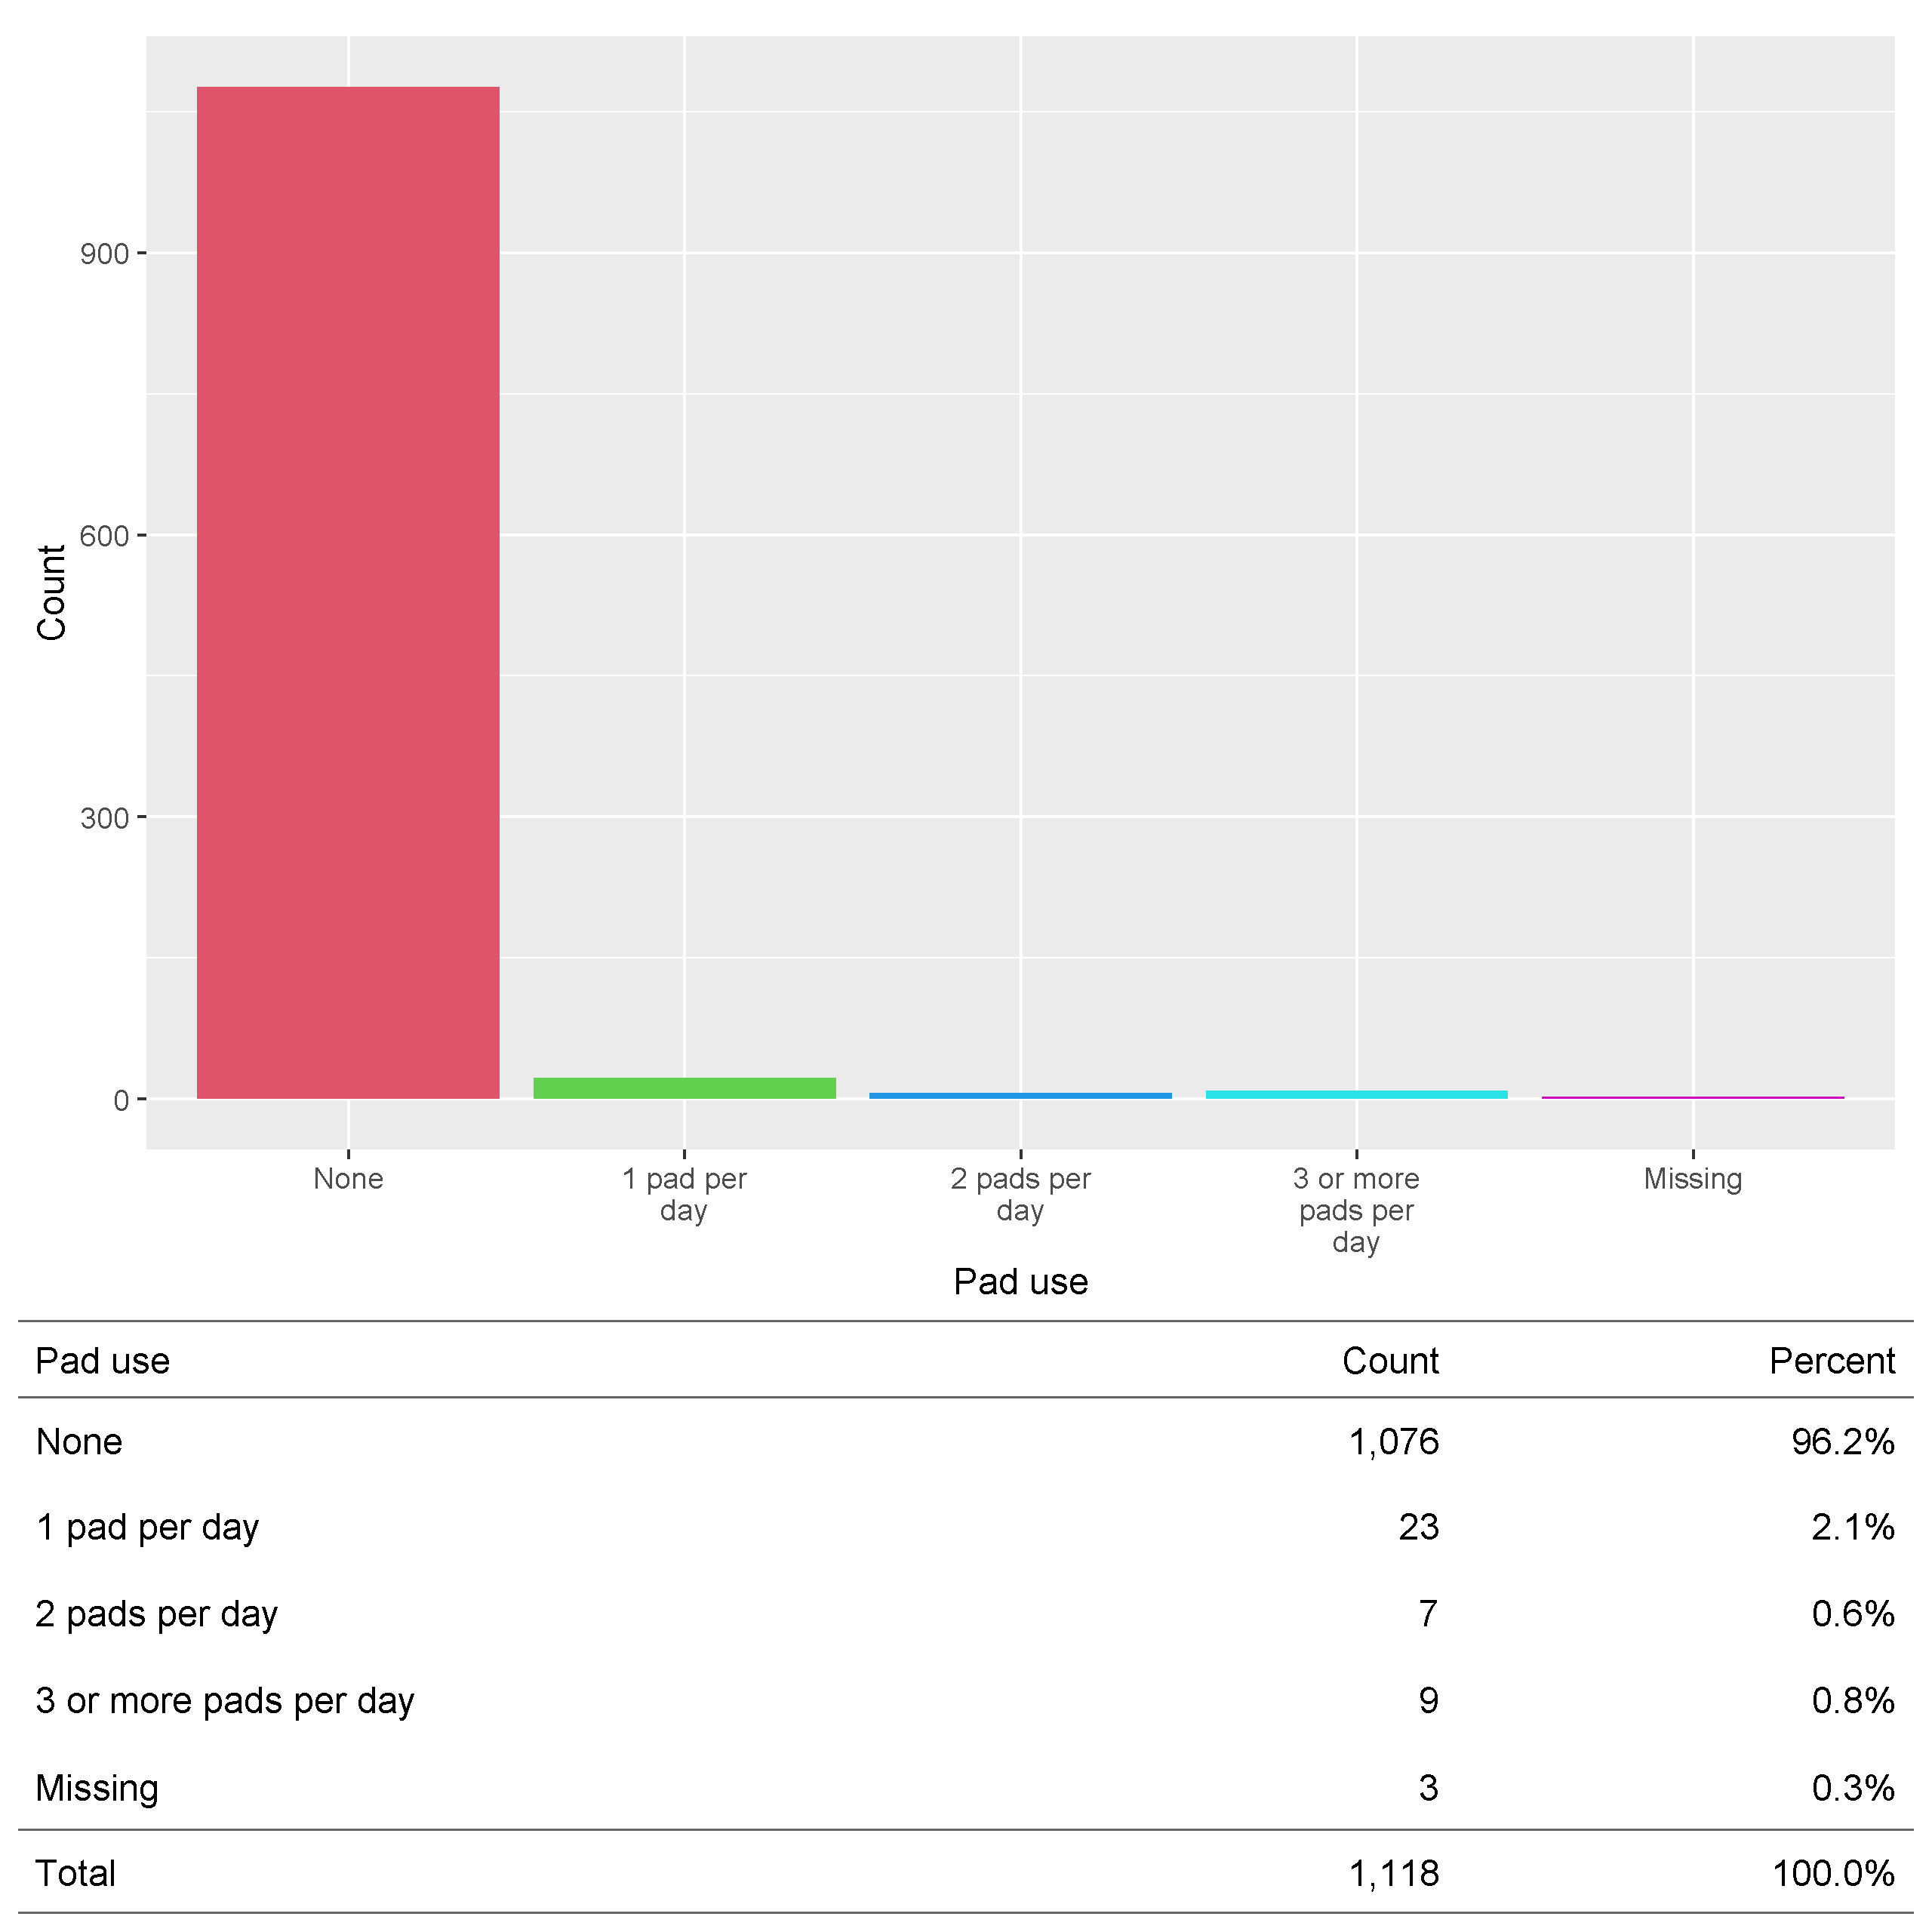 Count
900
600
300
0
None
1 pad per
day
2 pads per
day
3 or more
pads per
day
Missing
Pad use
Pad use Count Percent
None 1,076 96.2%
1 pad per day 23 2.1%
2 pads per day 7 0.6%
3 or more pads per day 9 0.8%
Missing 3 0.3%
Total 1,118 100.0%